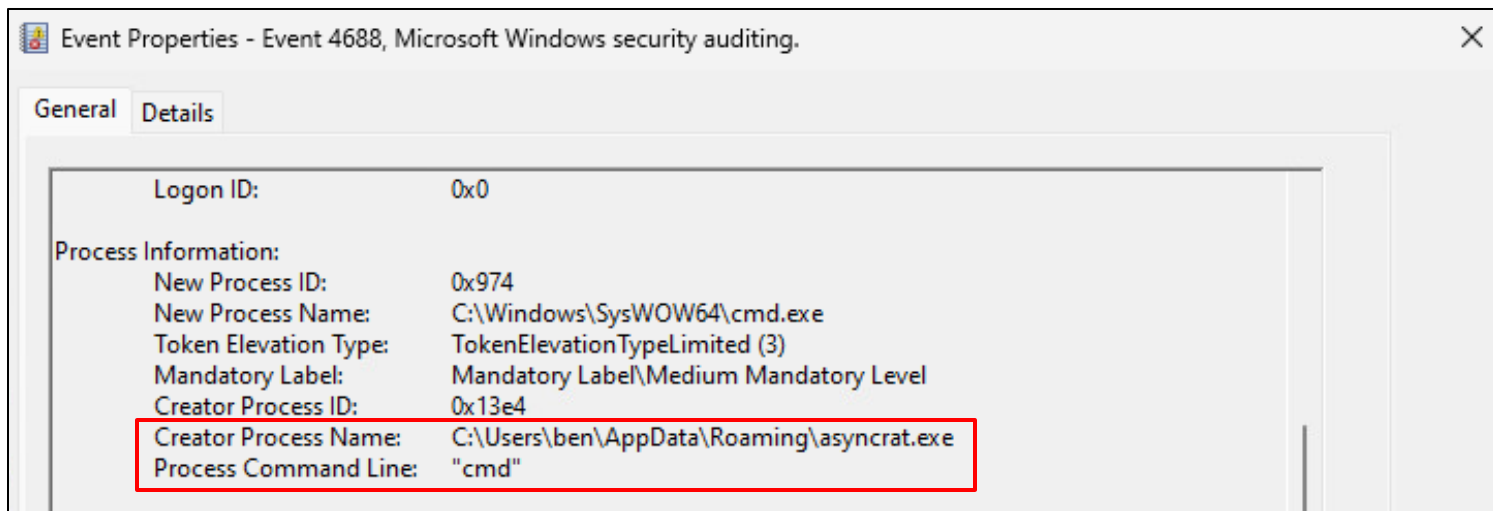 Event Properties - Event 4688, Microsoft Windows security auditing.
General Details
Logon ID: 0x0
Process Information:
New Process ID: 0x974
New Process Name: C:\Windows\SysWOW64\cmd.exe
Token Elevation Type: TokenElevationTypeLimited (3)
Mandatory Label: Mandatory Label\Medium Mandatory Level
Creator Process ID: 0x13e4
Creator Process Name: C:\Users\ben\AppData\Roaming\asyncrat.exe
Process Command Line: "cmd"